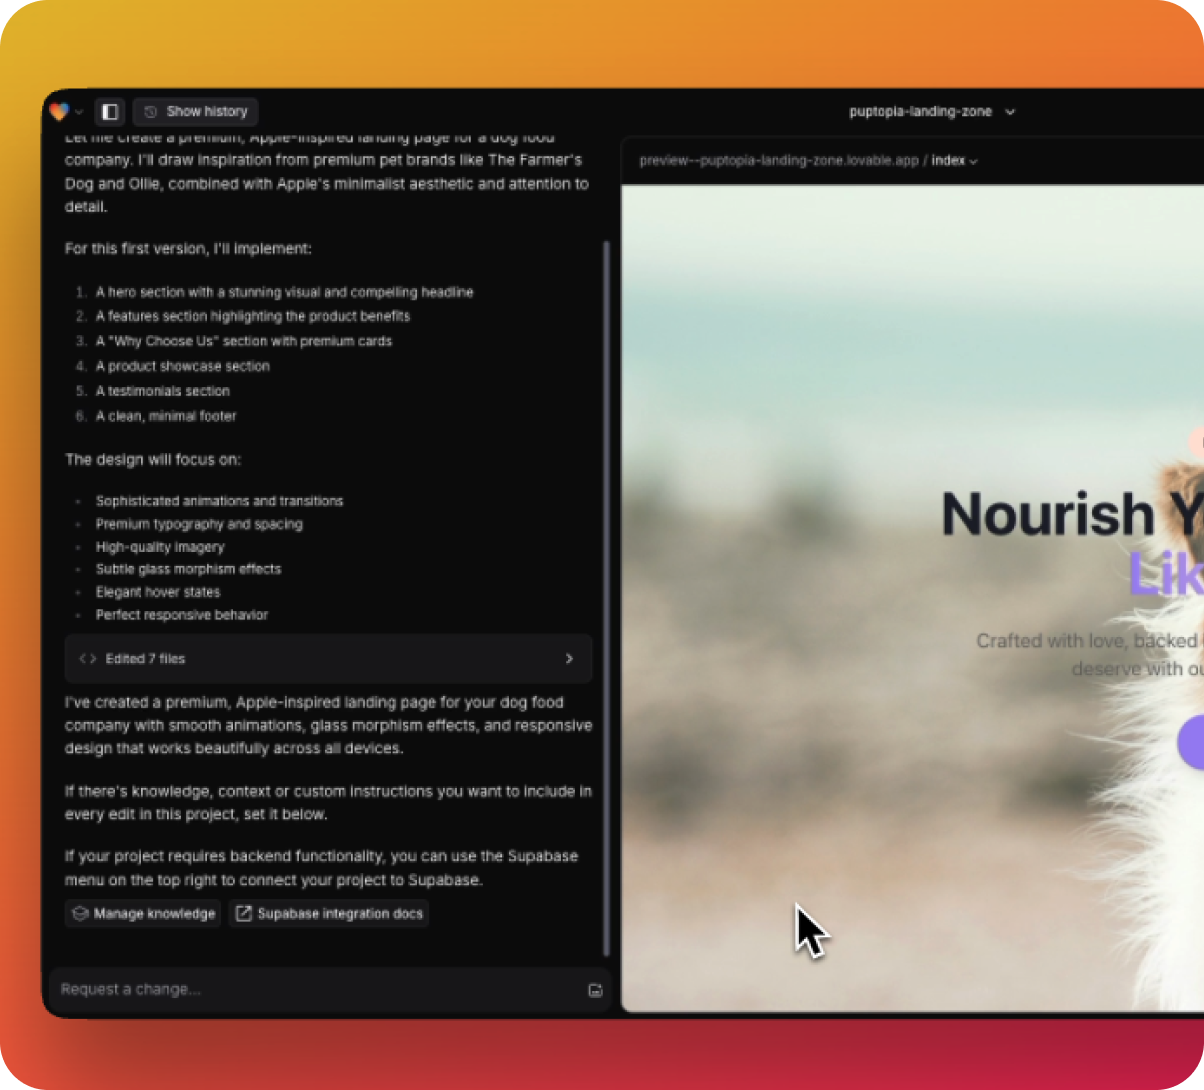 Show history
puptopia-landing-zone
Let me create a premium, Apple-inspired landing page for a dog food
company. I'll draw inspiration from premium pet brands like The Farmer's
Dog and Ollie, combined with Apple's minimalist aesthetic and attention to
detail.
For this first version, I'll implement:
1. A hero section with a stunning visual and compelling headline
2. A features section highlighting the product benefits
3. A "Why Choose Us" section with premium cards
4. A product showcase section
5. A testimonials section
6. A clean, minimal footer
The design will focus on:
Sophisticated animations and transitions
Premium typography and spacing
High-quality imagery
Subtle glass morphism effects
Elegant hover states
Perfect responsive behavior
Edited 7 files
I've created a premium, Apple-inspired landing page for your dog food
company with smooth animations, glass morphism effects, and responsive
design that works beautifully across all devices.
If there's knowledge, context or custom instructions you want to include in
every edit in this project, set it below.
If your project requires backend functionality, you can use the Supabase
menu on the top right to connect your project to Supabase.
Manage knowledge
Supabase integration docs
Request a change...
preview--puptopia-landing-zone.lovable.app / index
Nourish Y
Lik
Crafted with love, backed
deserve with ou